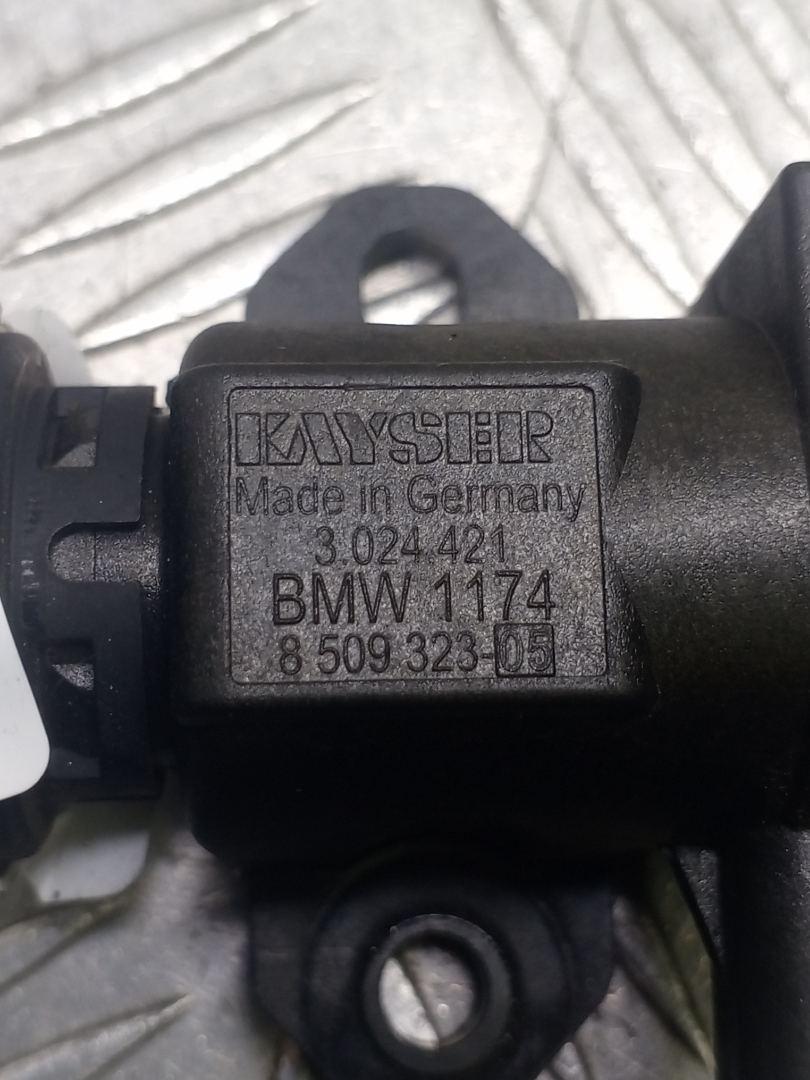 KAYSER
Made in Germany
3.024.421
BMW 1174
8 509 323-05